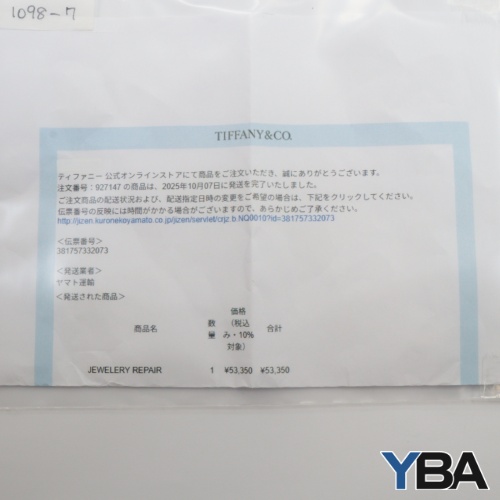 1098-7
TIFFANY&CO.
ティファニー 公式オンラインストアにて商品をご注文いただき、誠にありがとうございます。
注文番号：927147 の商品は、2025年10月07日に発送を完了いたしました。
ご注文商品の配送状況および、配送指定日時の変更をご希望の場合は、下記をクリックしてください。
伝票番号の反映には時間がかかる場合がございますので、あらかじめご了承ください。
http://jizen.kuronekoyamato.co.jp/jizen/servlet/crjz.b.NQ0010?id=381757332073
＜伝票番号＞
381757332073
＜発送業者＞
ヤマト運輸
＜発送された商品＞
商品名 数量 価格（税込み・10%対象） 合計
JEWELERY REPAIR 1 ¥53,350 ¥53,350
YBA